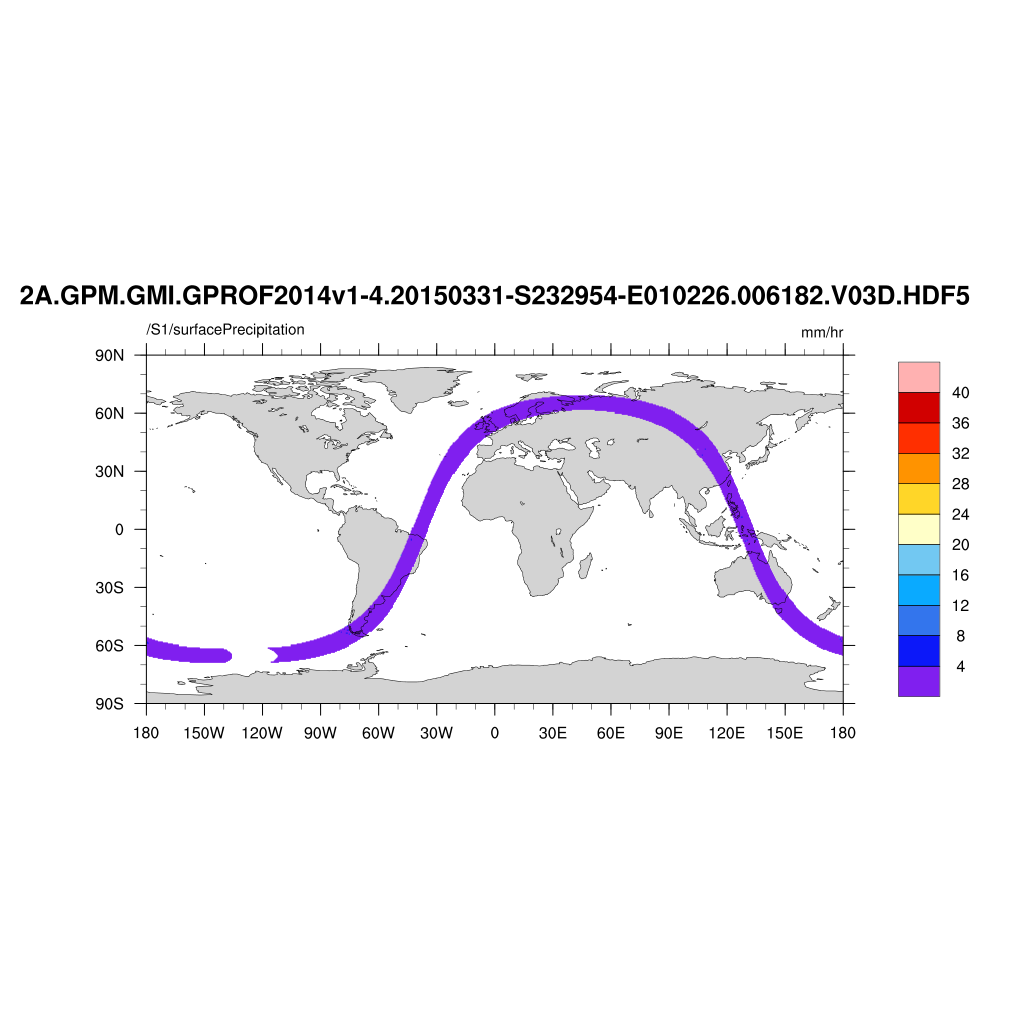 2A.GPM.GMI.GPROF2014v1-4.20150331-S232954-E010226.006182.V03D.HDF5
/S1/surfacePrecipitation
mm/hr
90N
60N
30N
0
30S
60S
90S
180 150W 120W 90W 60W 30W 0 30E 60E 90E 120E 150E 180
40
36
32
28
24
20
16
12
8
4